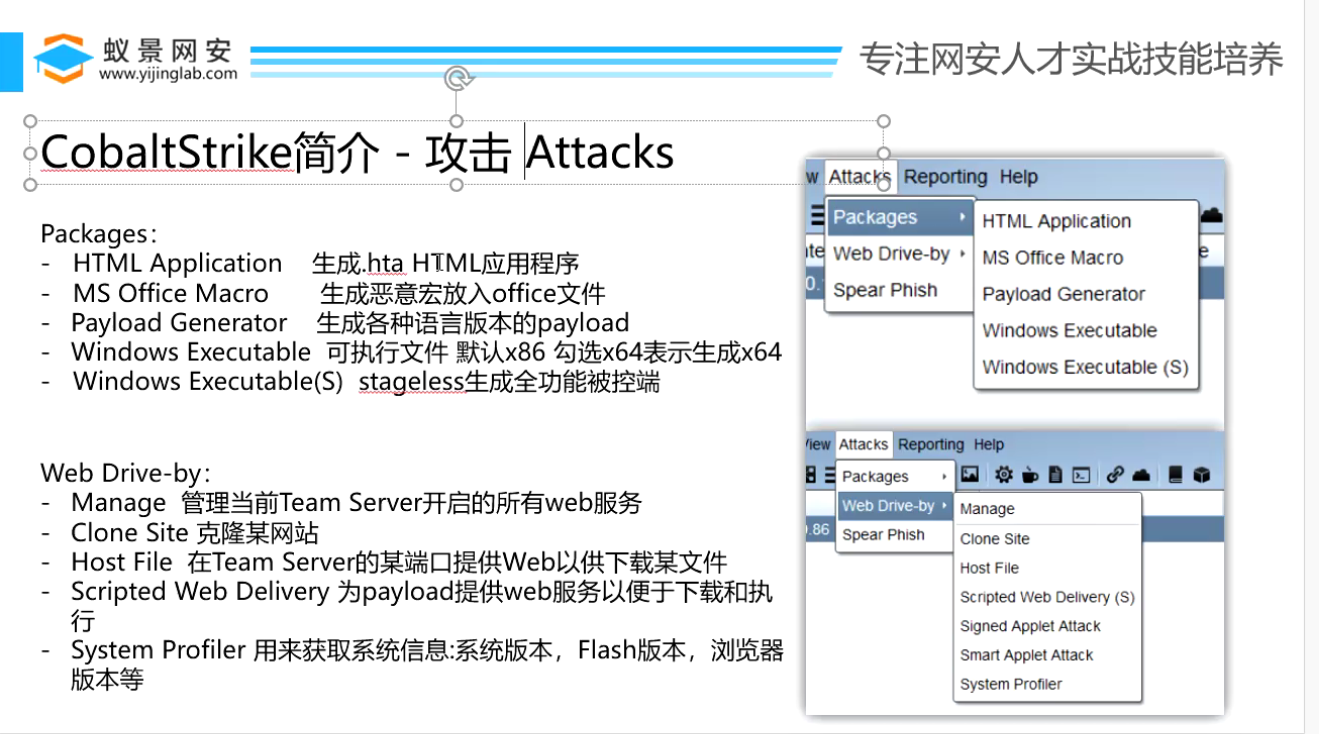 蚁景网安
www.yijinglab.com
专注网安人才实战技能培养
CobaltStrike简介 - 攻击 Attacks
Packages：
- HTML Application 生成.hta HTML应用程序
- MS Office Macro 生成恶意宏放入office文件
- Payload Generator 生成各种语言版本的payload
- Windows Executable 可执行文件 默认x86 勾选x64表示生成x64
- Windows Executable(S) stageless生成全功能被控端
Web Drive-by：
- Manage 管理当前Team Server开启的所有web服务
- Clone Site 克隆某网站
- Host File 在Team Server的某端口提供Web以供下载某文件
- Scripted Web Delivery 为payload提供web服务以便于下载和执
行
- System Profiler 用来获取系统信息:系统版本，Flash版本，浏览器
版本等
w Attacks Reporting Help
Packages
Web Drive-by
Spear Phish
HTML Application
MS Office Macro
Payload Generator
Windows Executable
Windows Executable (S)
View Attacks Reporting Help
Packages
Web Drive-by
Spear Phish
.86
Manage
Clone Site
Host File
Scripted Web Delivery (S)
Signed Applet Attack
Smart Applet Attack
System Profiler